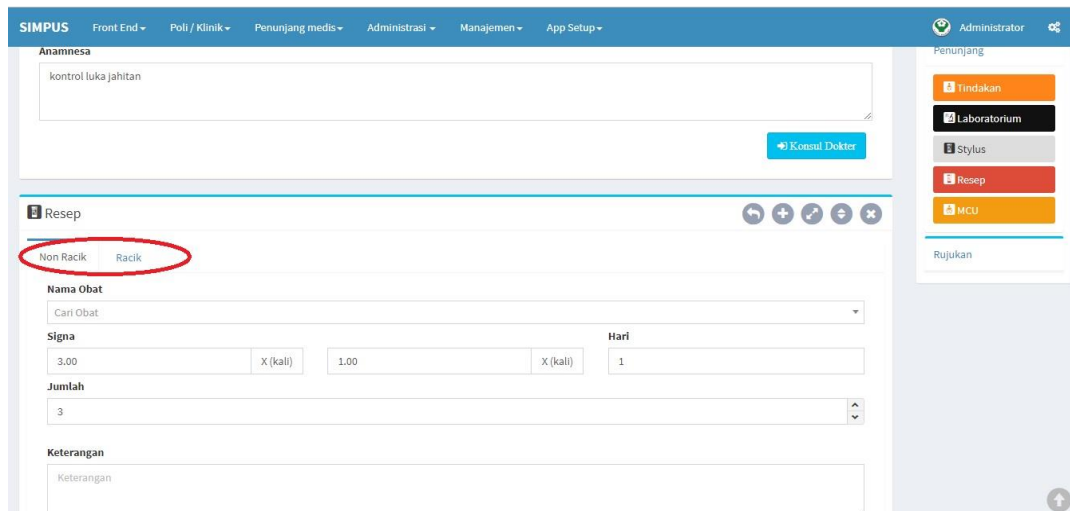 SIMPUS Front End Poli / Klinik Penunjang medis Administrasi Manajemen App Setup Administrator
Anamnesa
kontrol luka jahitan
Konsul Dokter
Penunjang
Tindakan
Laboratorium
Stylus
Resep
MCU
Rujukan
Resep
Non Racik Racik
Nama Obat
Cari Obat
Signa Hari
3.00 X (kali) 1.00 X (kali) 1
Jumlah
3
Keterangan
Keterangan